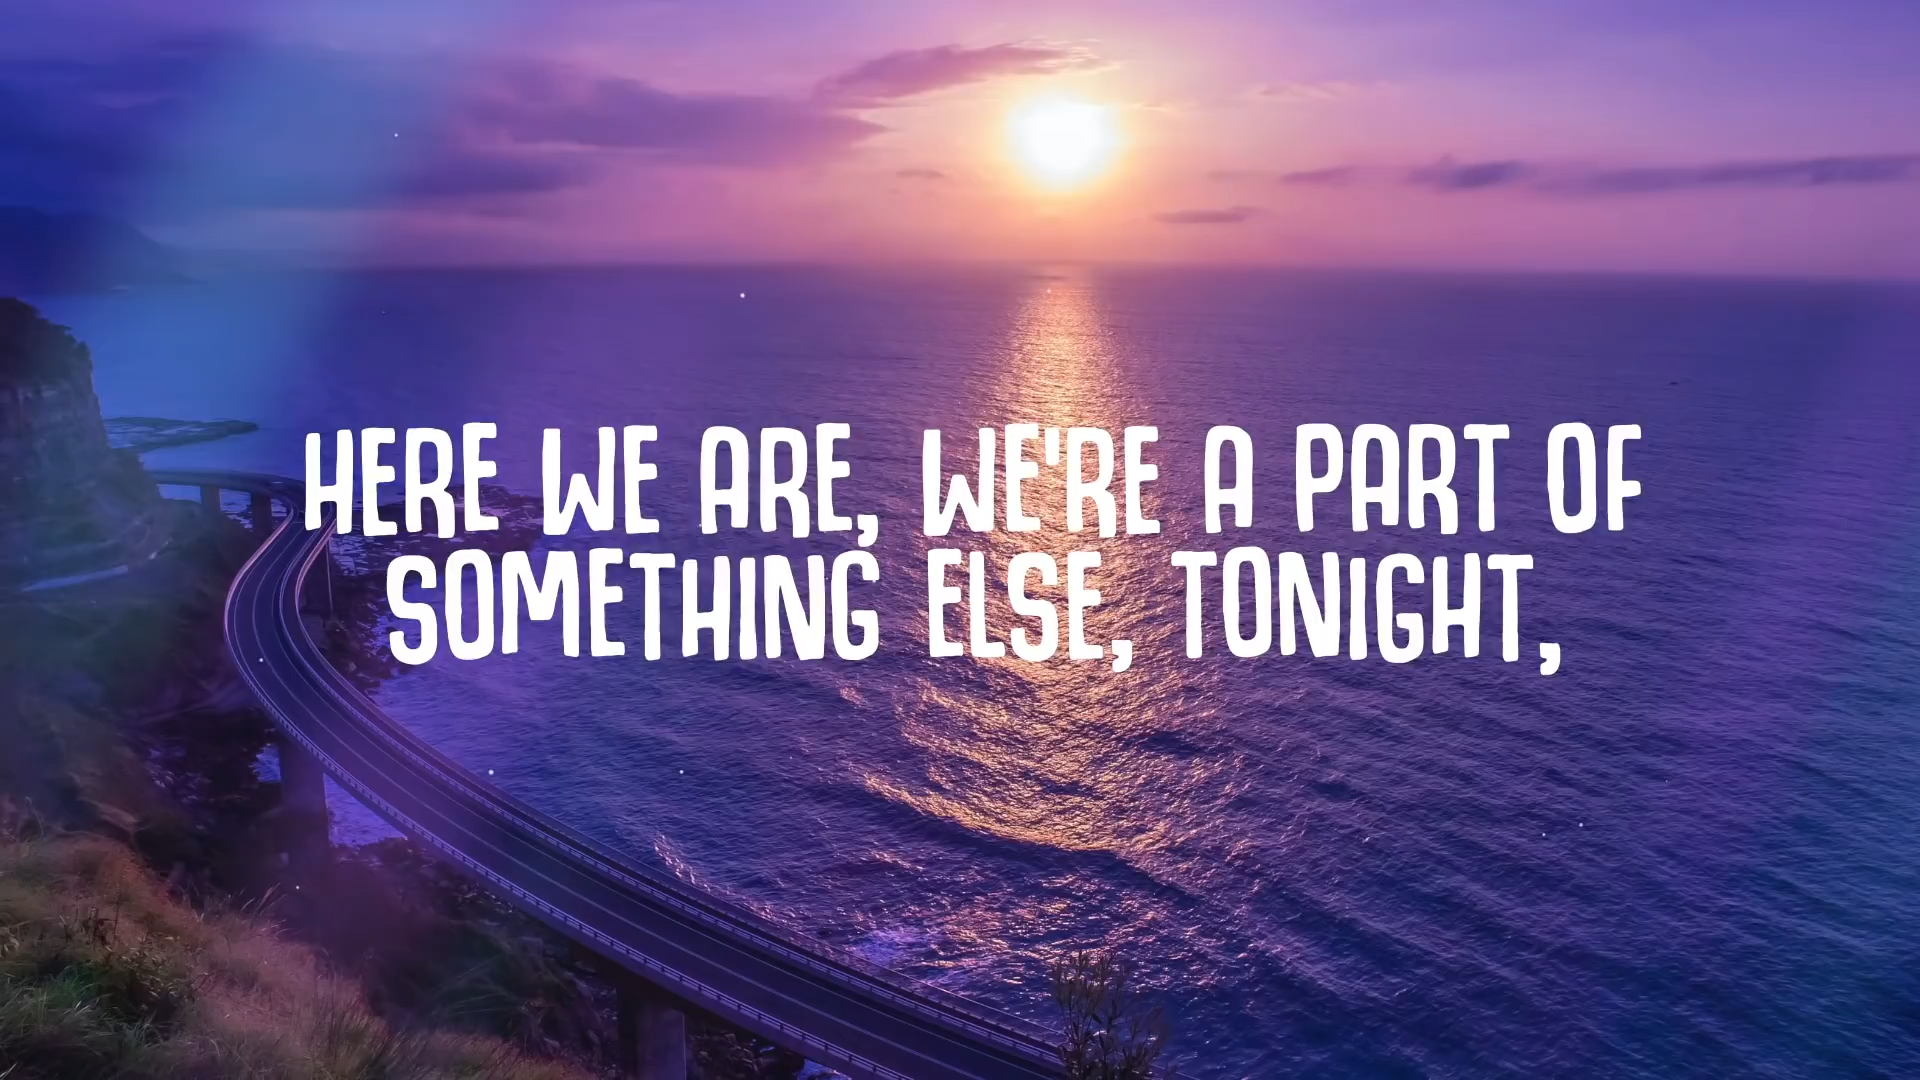 HERE WE ARE, WE'RE A PART OF
SOMETHING ELSE, TONIGHT,